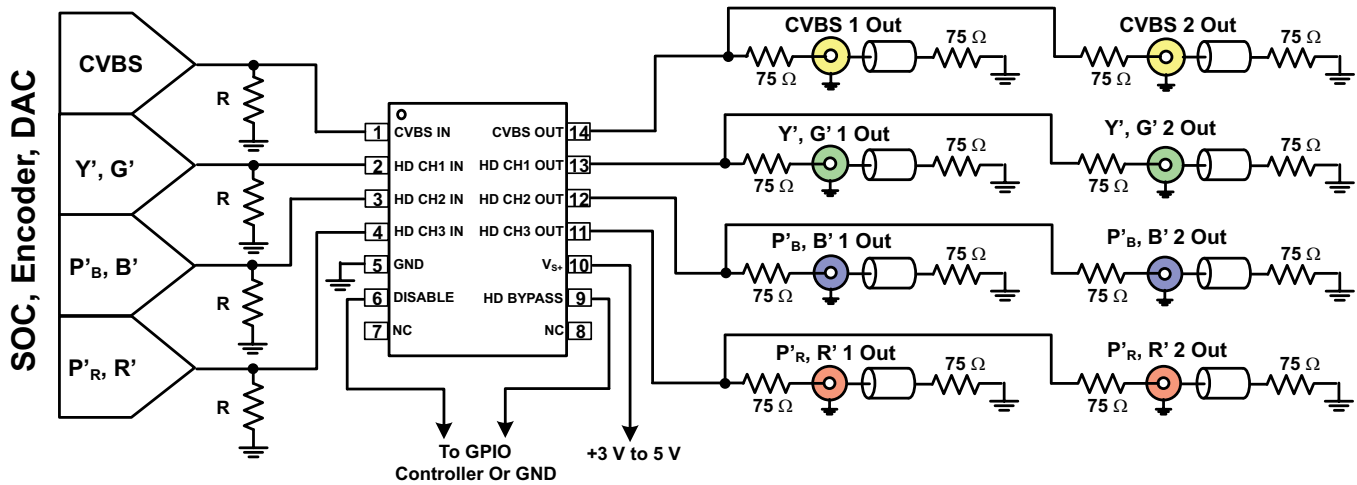 SOC, Encoder, DAC
CVBS
Y', G'
P'B, B'
P'R, R'
R
R
R
R
1 CVBS IN
2 HD CH1 IN
3 HD CH2 IN
4 HD CH3 IN
5 GND
6 DISABLE
7 NC
CVBS OUT 14
HD CH1 OUT 13
HD CH2 OUT 12
HD CH3 OUT 11
VS+ 10
HD BYPASS 9
NC 8
To GPIO
Controller Or GND
+3 V to 5 V
CVBS 1 Out
75 Ω
75 Ω
CVBS 2 Out
75 Ω
75 Ω
Y', G' 1 Out
75 Ω
75 Ω
Y', G' 2 Out
75 Ω
75 Ω
P'B, B' 1 Out
75 Ω
75 Ω
P'B, B' 2 Out
75 Ω
75 Ω
P'R, R' 1 Out
75 Ω
75 Ω
P'R, R' 2 Out
75 Ω
75 Ω